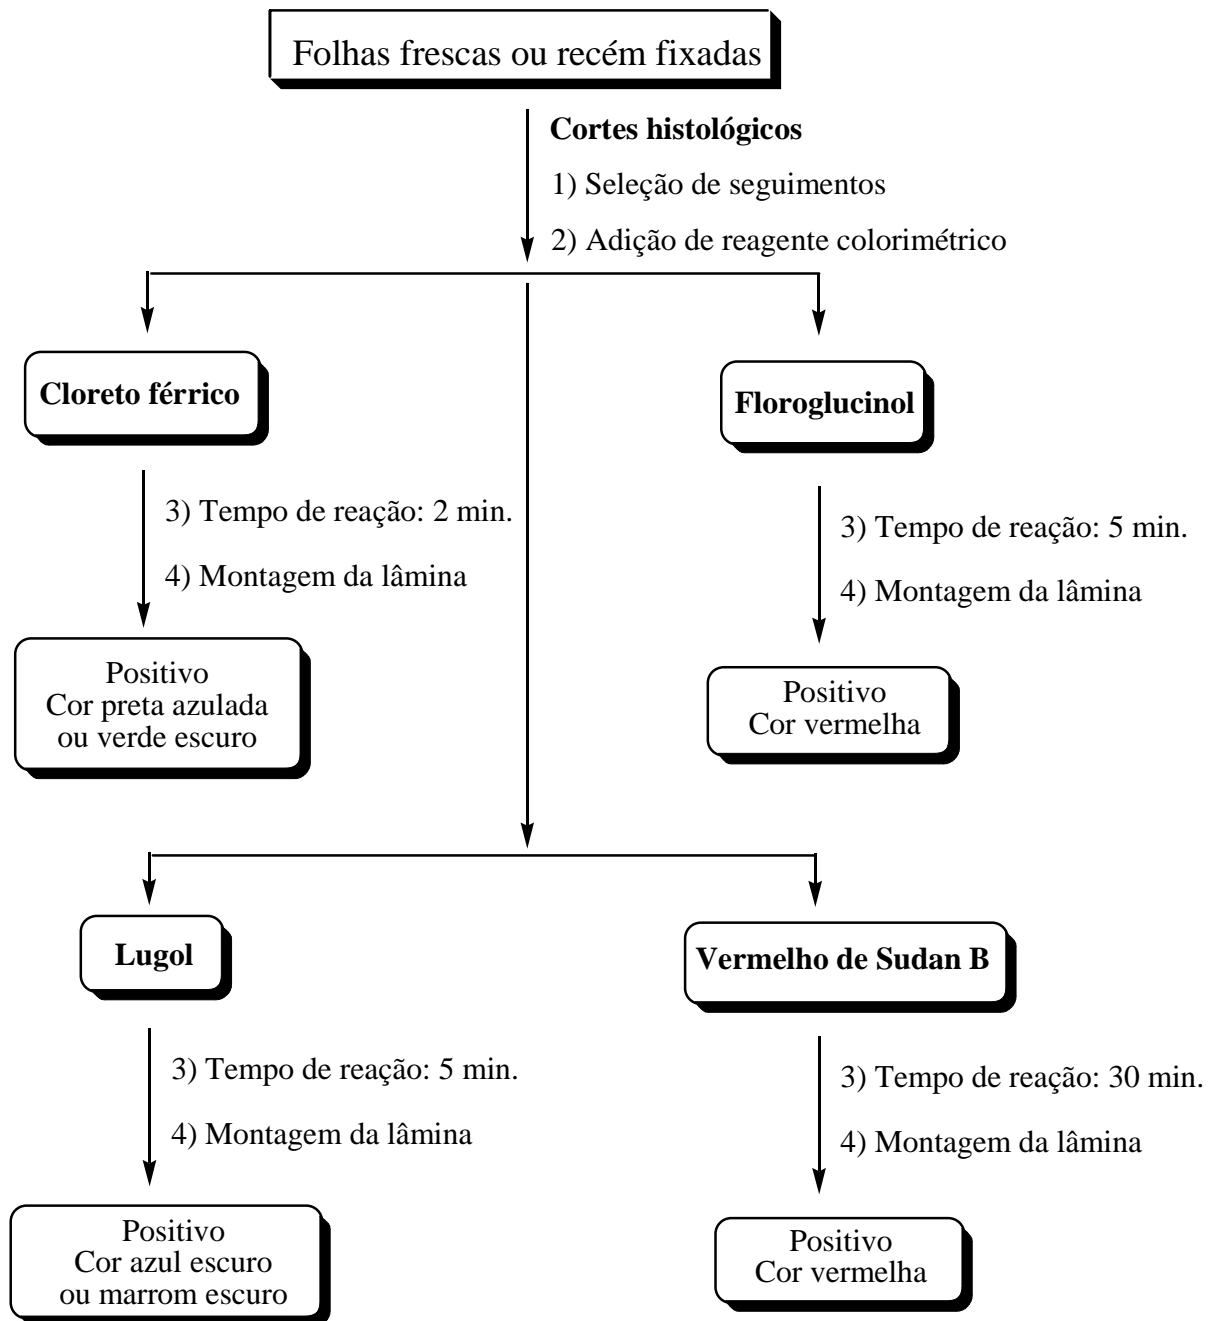 Folhas frescas ou recém fixadas
Cortes histológicos
1) Seleção de seguimentos
2) Adição de reagente colorimétrico
Cloreto férrico
3) Tempo de reação: 2 min.
4) Montagem da lâmina
Positivo
Cor preta azulada
ou verde escuro
Floroglucinol
3) Tempo de reação: 5 min.
4) Montagem da lâmina
Positivo
Cor vermelha
Lugol
3) Tempo de reação: 5 min.
4) Montagem da lâmina
Positivo
Cor azul escuro
ou marrom escuro
Vermelho de Sudan B
3) Tempo de reação: 30 min.
4) Montagem da lâmina
Positivo
Cor vermelha